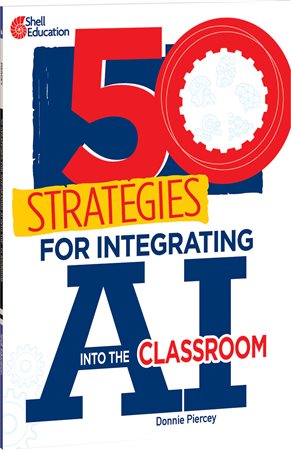 Shell
Education
50
STRATEGIES
FOR INTEGRATING
AI
INTO THE CLASSROOM
Donnie Piercey